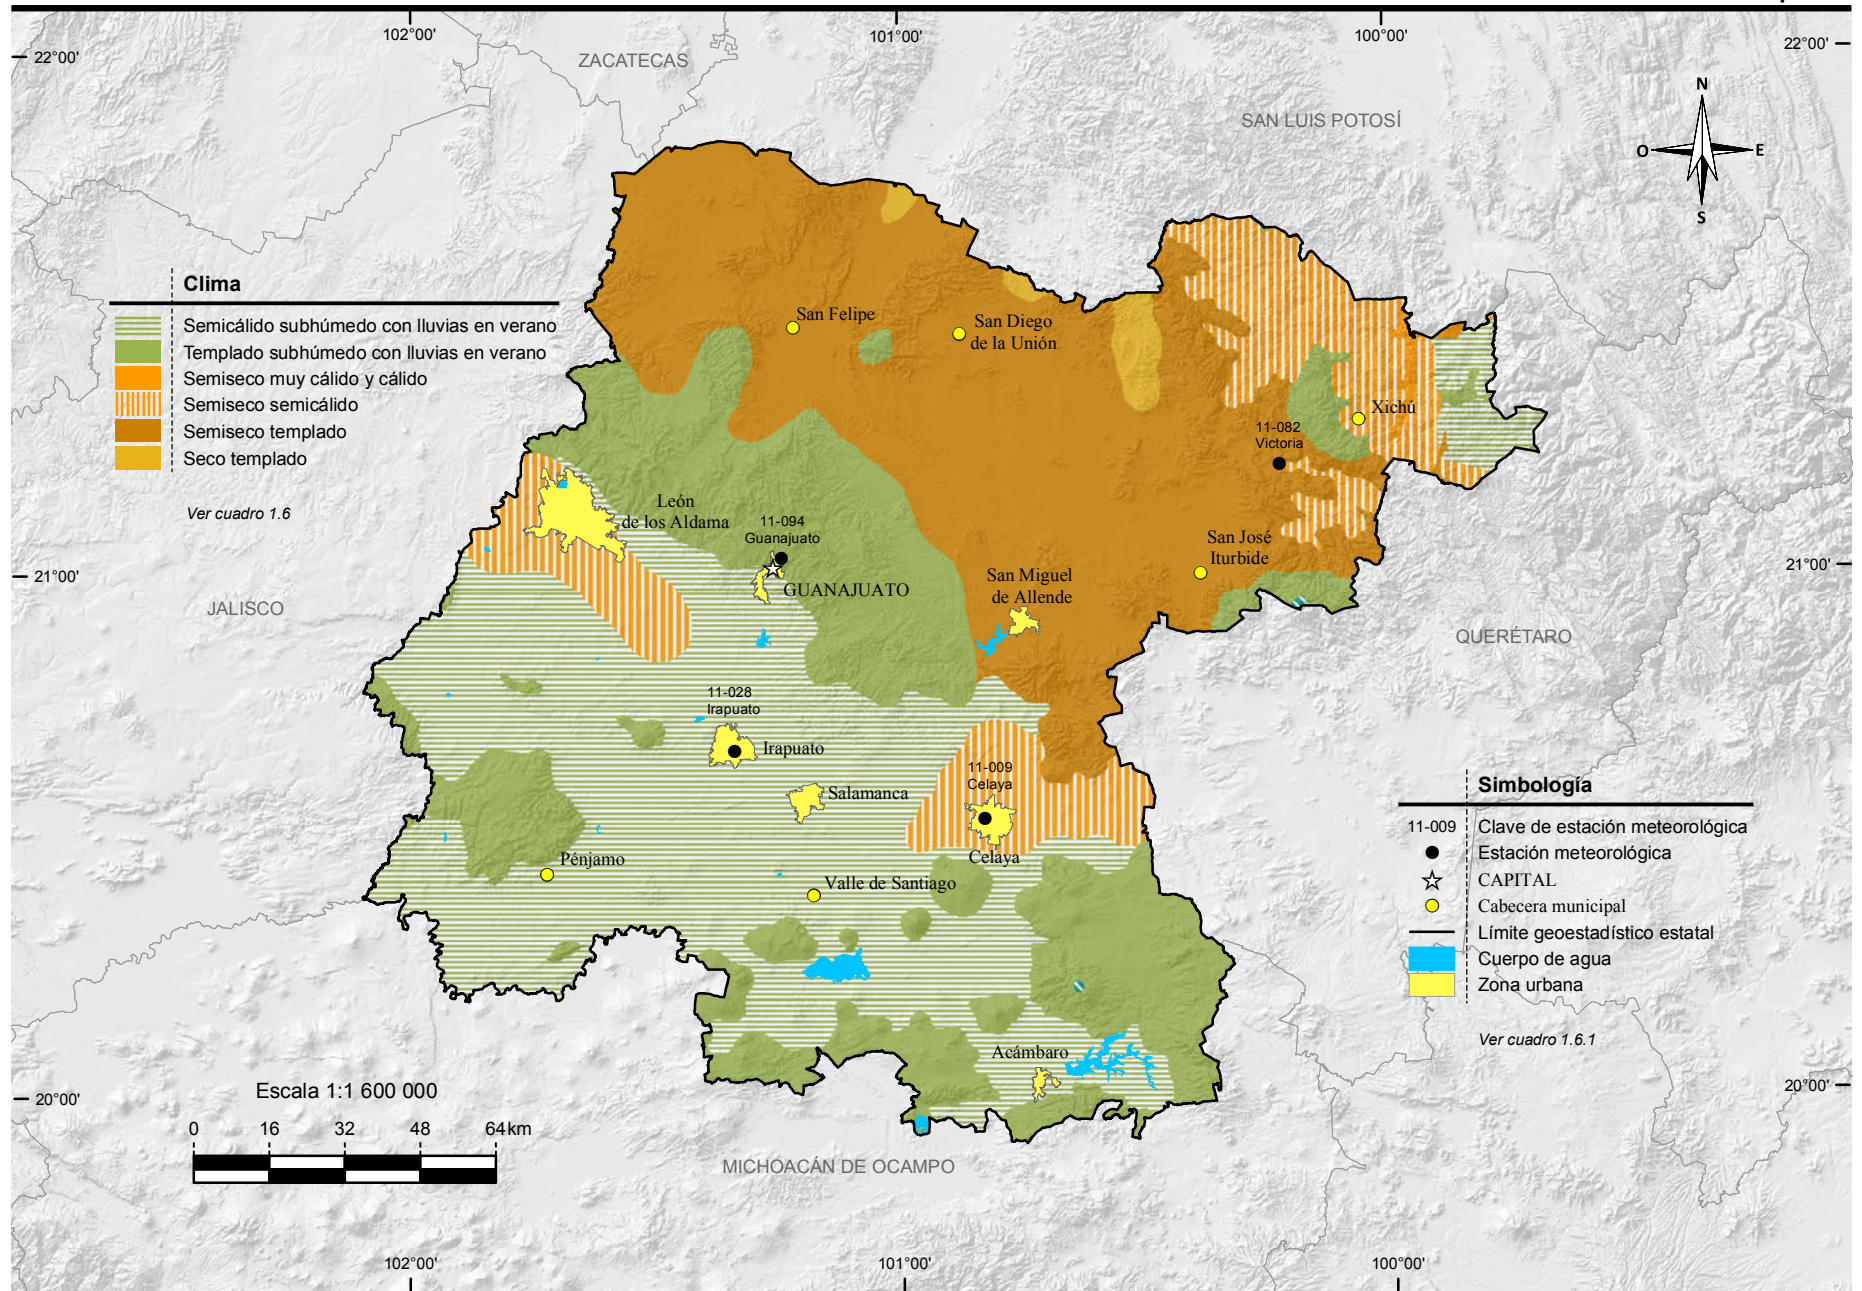 102°00'
101°00'
100°00'
22°00'
22°00'
ZACATECAS
SAN LUIS POTOSÍ
N
O
E
S
Clima
Semicálido subhúmedo con lluvias en verano
Templado subhúmedo con lluvias en verano
Semiseco muy cálido y cálido
Semiseco semicálido
Semiseco templado
Seco templado
Ver cuadro 1.6
San Felipe
San Diego
de la Unión
Xichú
11-082
Victoria
León
de los Aldama
11-094
Guanajuato
GUANAJUATO
San José
Iturbide
San Miguel
de Allende
21°00'
21°00'
JALISCO
QUERÉTARO
11-028
Irapuato
Irapuato
Salamanca
11-009
Celaya
Celaya
Pénjamo
Valle de Santiago
Acámbaro
Simbología
11-009 Clave de estación meteorológica
Estación meteorológica
CAPITAL
Cabecera municipal
Límite geoestadístico estatal
Cuerpo de agua
Zona urbana
Ver cuadro 1.6.1
20°00'
20°00'
Escala 1:1 600 000
0 16 32 48 64 km
MICHOACÁN DE OCAMPO
102°00'
101°00'
100°00'